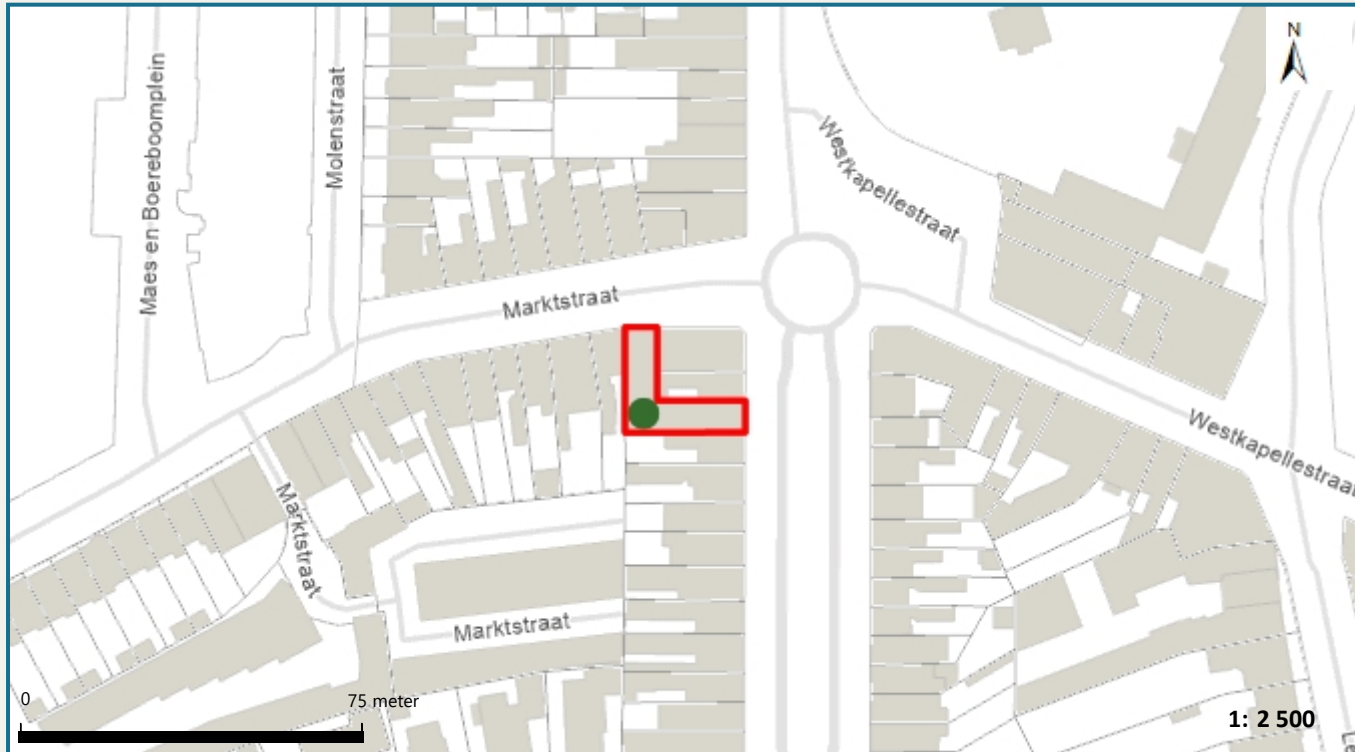 N
Maes en Boereboomplein
Molenstraat
Westkapellestraat
Marktstraat
Westkapellestraat
Marktstraat
Marktstraat
0
75 meter
1: 2 500